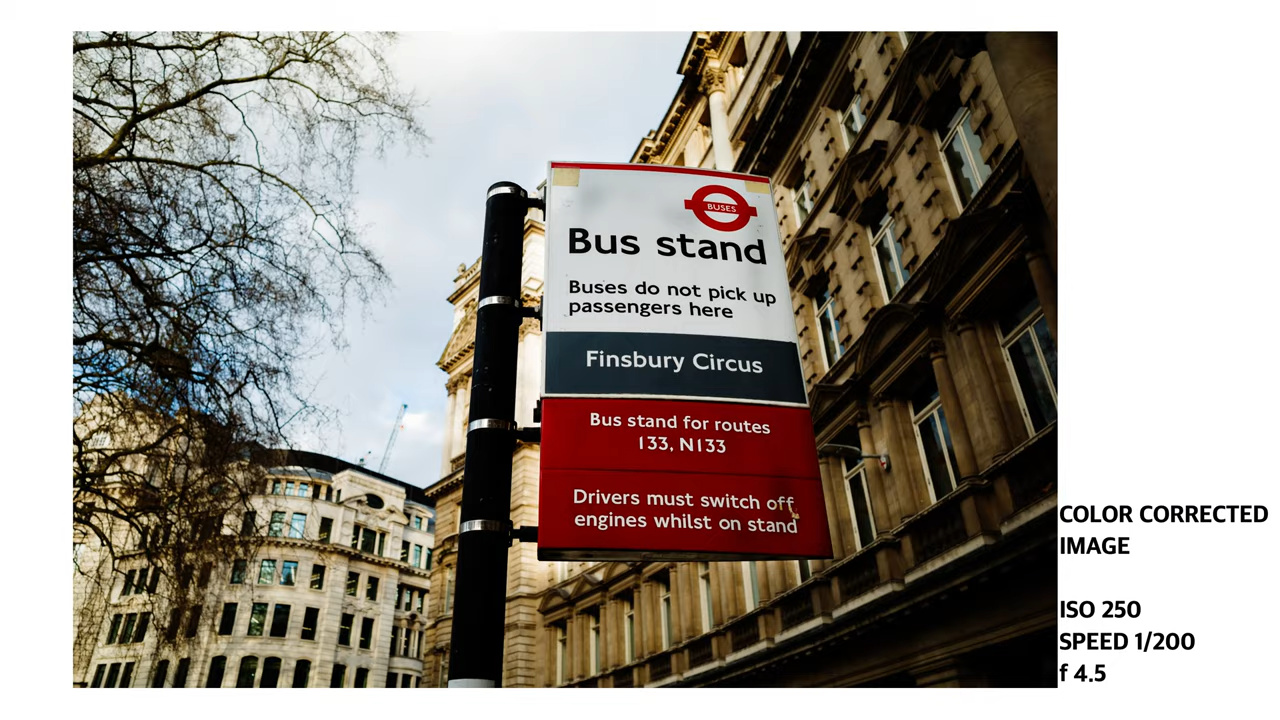 BUSES
Bus stand
Buses do not pick up
passengers here
Finsbury Circus
Bus stand for routes
133, N133
Drivers must switch off
engines whilst on stand
COLOR CORRECTED
IMAGE
ISO 250
SPEED 1/200
f 4.5